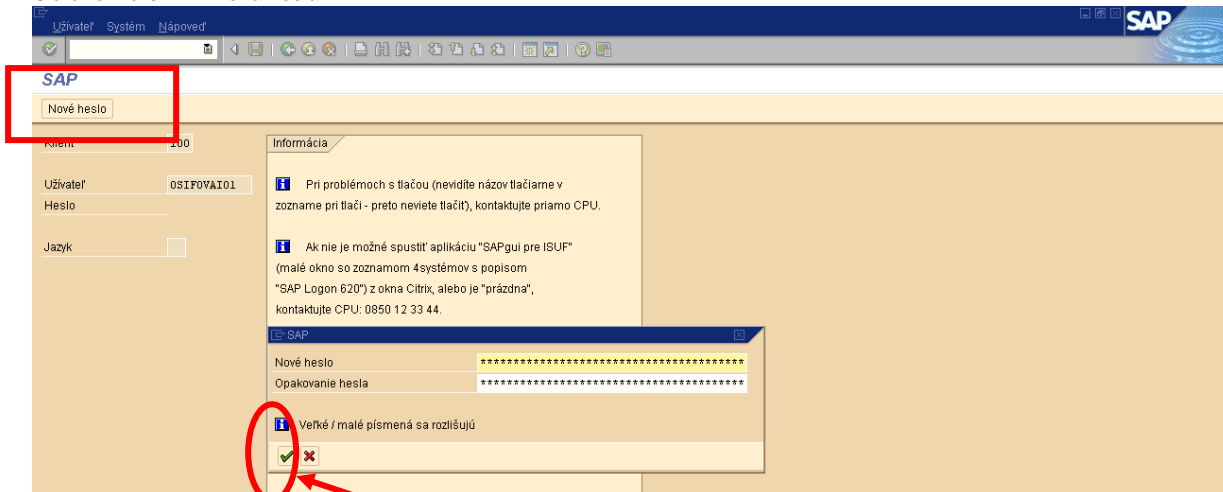 Užívateľ Systém Nápoveď
SAP
SAP
Nové heslo
Klient 100
Informácia
Užívateľ OSIFOVAI01
Heslo
Jazyk
Pri problémoch s tlačou (nevidíte názov tlačiarne v
zozname pri tlači - preto neviete tlačiť), kontaktujte priamo CPU.
Ak nie je možné spustiť aplikáciu "SAPgui pre ISUF"
(malé okno so zoznamom 4systémov s popisom
"SAP Logon 620") z okna Citrix, alebo je "prázdna",
kontaktujte CPU: 0850 12 33 44.
SAP
Nové heslo ****************************************
Opakovanie hesla ****************************************
Veľké / malé písmená sa rozlišujú